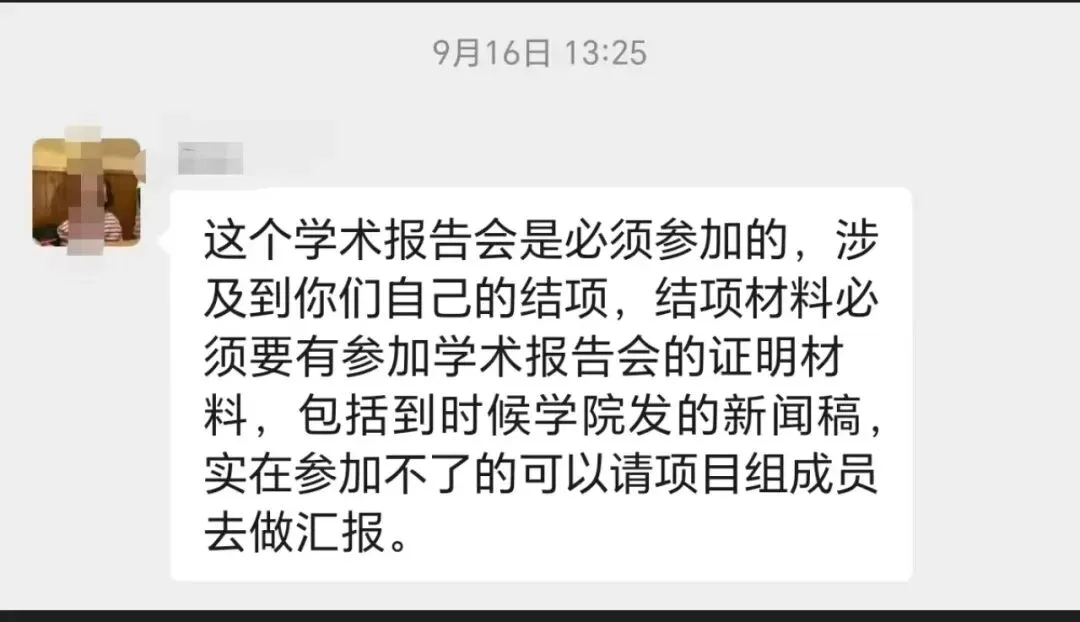 9月16日 13:25
这个学术报告会是必须参加的，涉
及到你们自己的结项，结项材料必
须要有参加学术报告会的证明材
料，包括到时候学院发的新闻稿，
实在参加不了的可以请项目组成员
去做汇报。